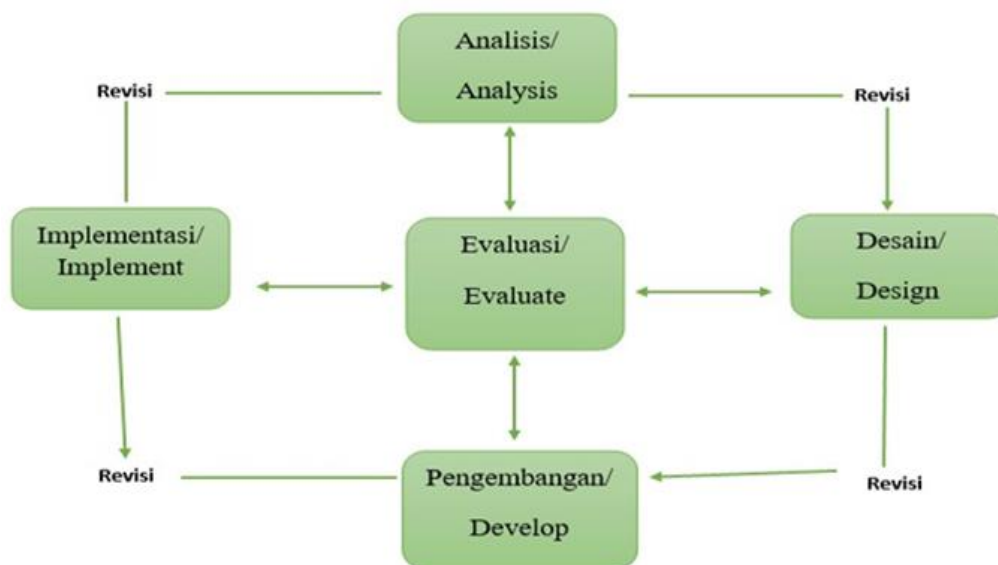 Analisis/
Analysis
Revisi
Revisi
Implementasi/
Implement
Evaluasi/
Evaluate
Desain/
Design
Revisi
Pengembangan/
Develop
Revisi